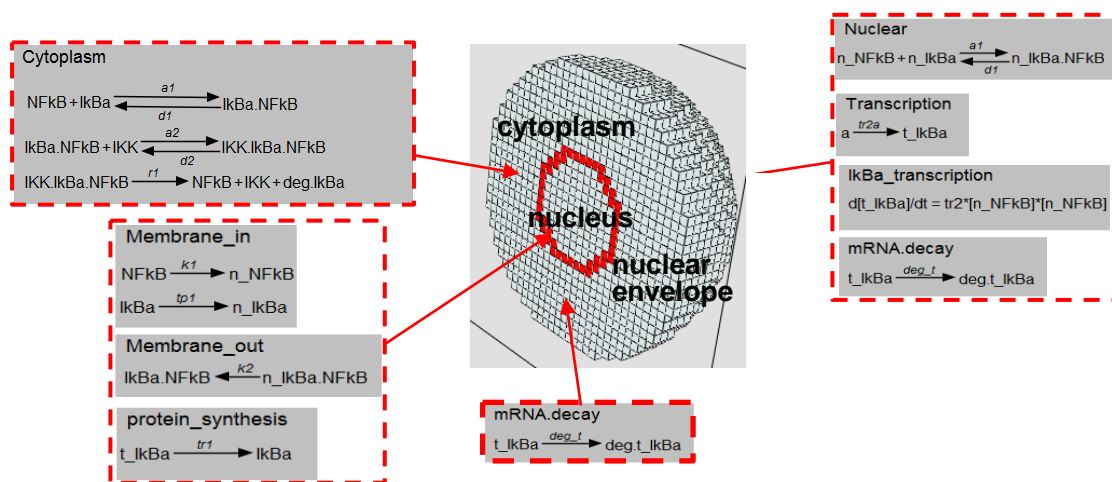 Cytoplasm
a1
NFkB + IkBa IkBa.NFkB
d1
a2
IkBa.NFkB + IKK IKK.IkBa.NFkB
d2
r1
IKK.IkBa.NFkB NFkB + IKK + deg.IkBa
Membrane_in
k1
NFkB n_NFkB
tp1
IkBa n_IkBa
Membrane_out
k2
IkBa.NFkB n_IkBa.NFkB
protein_synthesis
tr1
t_IkBa IkBa
cytoplasm
nucleus
nuclear
envelope
mRNA.decay
deg_t
t_IkBa deg.t_IkBa
Nuclear
a1
n_NFkB + n_IkBa n_IkBa.NFkB
d1
Transcription
tr2a
a t_IkBa
IkBa_transcription
d[t_IkBa]/dt = tr2*[n_NFkB]*[n_NFkB]
mRNA.decay
deg_t
t_IkBa deg.t_IkBa